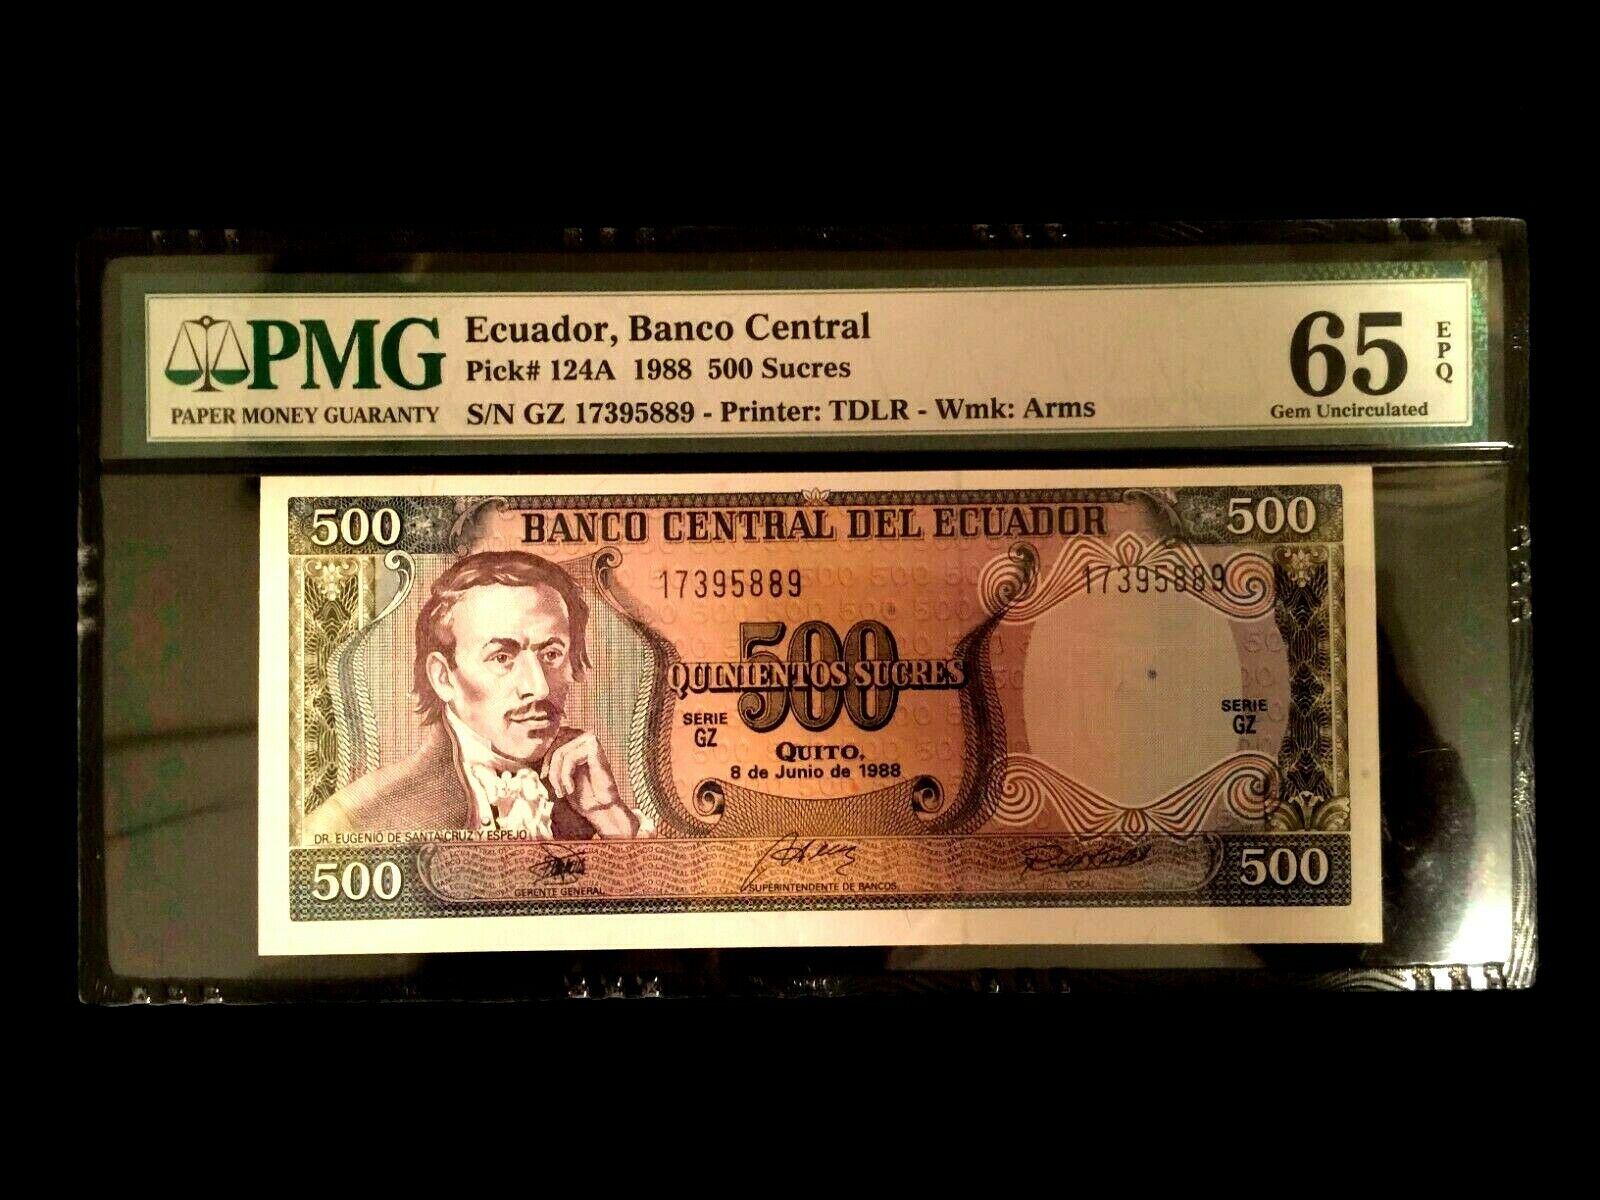 PMG
PAPER MONEY GUARANTY
Ecuador, Banco Central
Pick# 124A 1988 500 Sucres
S/N GZ 17395889 - Printer: TDLR - Wmk: Arms
65
EPQ
Gem Uncirculated
500
BANCO CENTRAL DEL ECUADOR
500
17395889
17395889
500
QUINIENTOS SUCRES
SERIE
GZ
SERIE
GZ
QUITO,
8 de Junio de 1988
DR. EUGENIO DE SANTA CRUZ Y ESPEJO
500
GERENTE GENERAL
SUPERINTENDENTE DE BANCOS
VOCAL
500